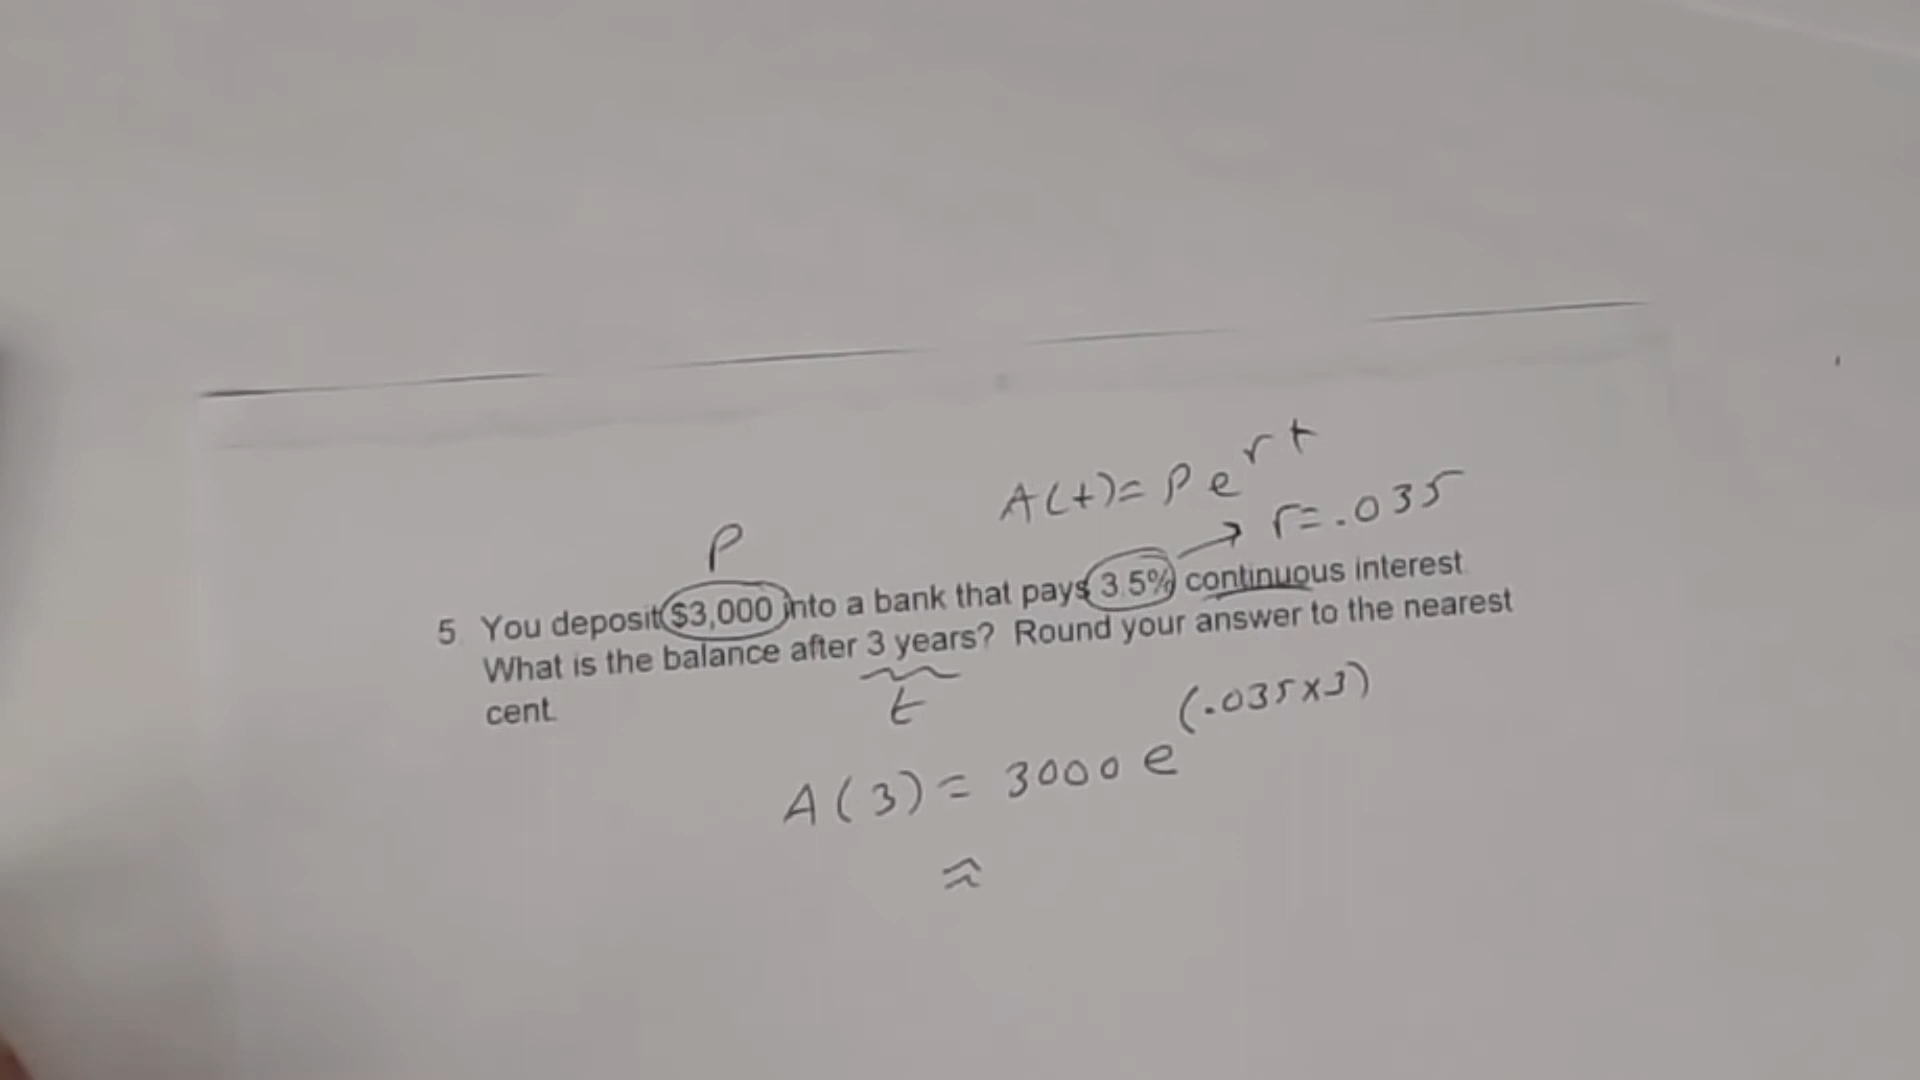 A(t)= Pe^rt
P
r=.035
5 You deposit $3,000 into a bank that pays 3.5% continuous interest
What is the balance after 3 years? Round your answer to the nearest
cent.
t
A(3)= 3000 e^(.035x3)
≈